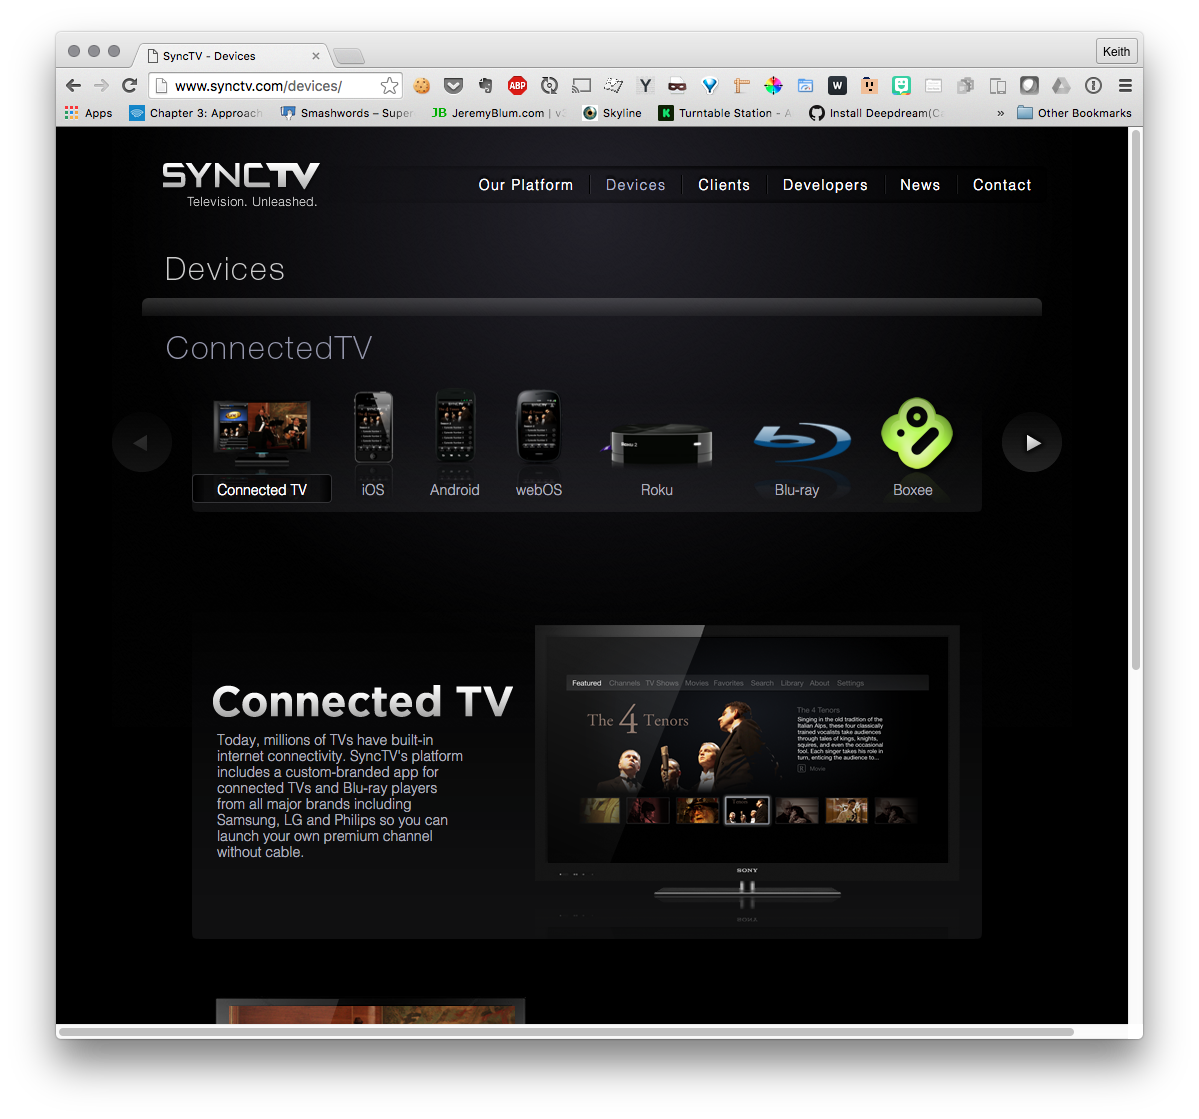 SyncTV - Devices
Keith
www.synctv.com/devices/
ABP
Y
W
Apps
Chapter 3: Approach
Smashwords – Super
JB JeremyBlum.com | v
Skyline
K Turntable Station - A
Install Deepdream(Ca
» Other Bookmarks
SYNCTV
Television. Unleashed.
Our Platform
Devices
Clients
Developers
News
Contact
Devices
ConnectedTV
Connected TV
iOS
Android
webOS
Roku
Blu-ray
Boxee
Connected TV
Today, millions of TVs have built-in
internet connectivity. SyncTV's platform
includes a custom-branded app for
connected TVs and Blu-ray players
from all major brands including
Samsung, LG and Philips so you can
launch your own premium channel
without cable.
Featured Channels TV Shows Movies Favorites Search Library About Settings
The 4 Tenors
The 4 Tenors
Singing in the old tradition of the
Italian Alps, these four classically
trained vocalists take audiences
through tales of kings, knights,
squires, and even the occasional
fool. Each singer takes his role in
turn, enticing the audience to...
R Movie
SONY